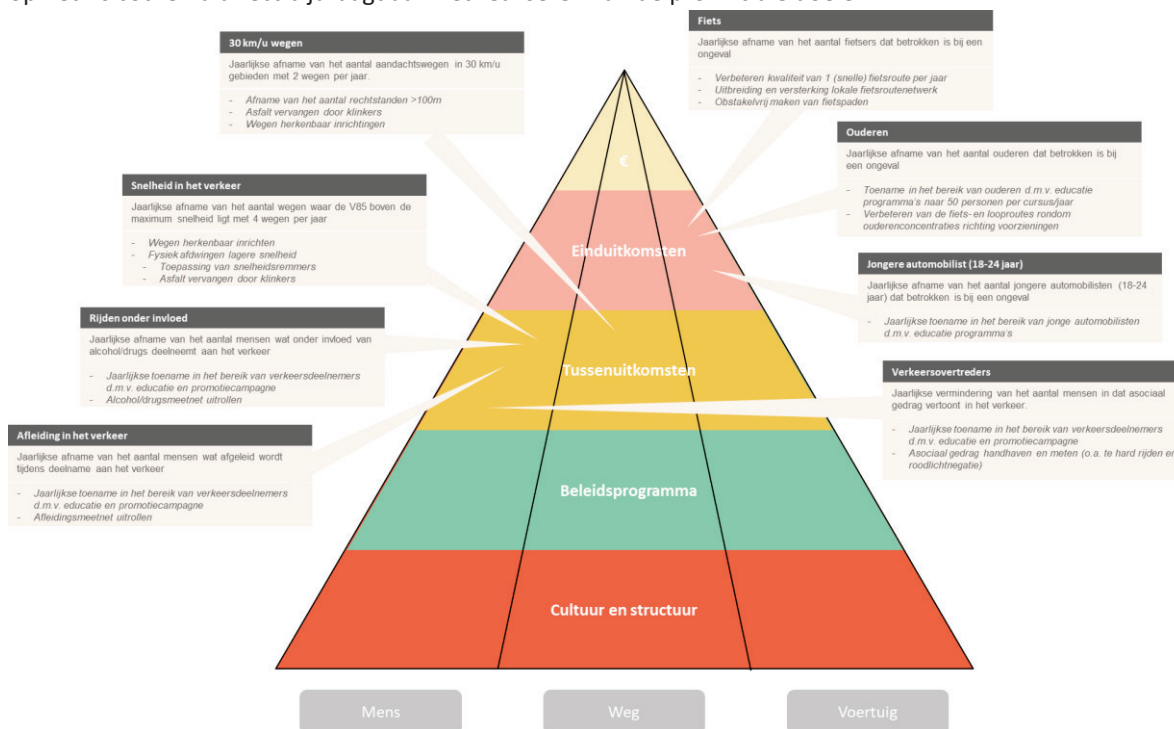 30 km/u wegen
Jaarlijkse afname van het aantal aandachtswegen in 30 km/u
gebieden met 2 wegen per jaar.
- Afname van het aantal rechtstanden >100m
- Asfalt vervangen door klinkers
- Wegen herkenbaar inrichtingen
Snelheid in het verkeer
Jaarlijkse afname van het aantal wegen waar de V85 boven de
maximum snelheid ligt met 4 wegen per jaar
- Wegen herkenbaar inrichten
- Fysiek afdwingen lagere snelheid
- Toepassing van snelheidsremmers
- Asfalt vervangen door klinkers
Rijden onder invloed
Jaarlijkse afname van het aantal mensen wat onder invloed van
alcohol/drugs deelneemt aan het verkeer
- Jaarlijkse toename in het bereik van verkeersdeelnemers
d.m.v. educatie en promotiecampagne
- Alcohol/drugsmeetnet uitrollen
Afleiding in het verkeer
Jaarlijkse afname van het aantal mensen wat afgeleid wordt
tijdens deelname aan het verkeer
- Jaarlijkse toename in het bereik van verkeersdeelnemers
d.m.v. educatie en promotiecampagne
- Afleidingsmeetnet uitrollen
Fiets
Jaarlijkse afname van het aantal fietsers dat betrokken is bij een
ongeval
- Verbeteren kwaliteit van 1 (snelle) fietsroute per jaar
- Uitbreiding en versterking lokale fietsroutenetwerk
- Obstakelvrij maken van fietspaden
Ouderen
Jaarlijkse afname van het aantal ouderen dat betrokken is bij
een ongeval
- Toename in het bereik van ouderen d.m.v. educatie
programma's naar 50 personen per cursus/jaar
- Verbeteren van de fiets- en looproutes rondom
ouderenconcentraties richting voorzieningen
Jongere automobilist (18-24 jaar)
Jaarlijkse afname van het aantal jongere automobilisten (18-24
jaar) dat betrokken is bij een ongeval
- Jaarlijkse toename in het bereik van jonge automobilisten
d.m.v. educatie programma's
Verkeersovertreders
Jaarlijkse vermindering van het aantal mensen in dat asociaal
gedrag vertoont in het verkeer.
- Jaarlijkse toename in het bereik van verkeersdeelnemers
d.m.v. educatie en promotiecampagne
- Asociaal gedrag handhaven en meten (o.a. te hard rijden en
roodlichtnegatie)
€
Einduitkomsten
Tussenuitkomsten
Beleidsprogramma
Cultuur en structuur
Mens
Weg
Voertuig